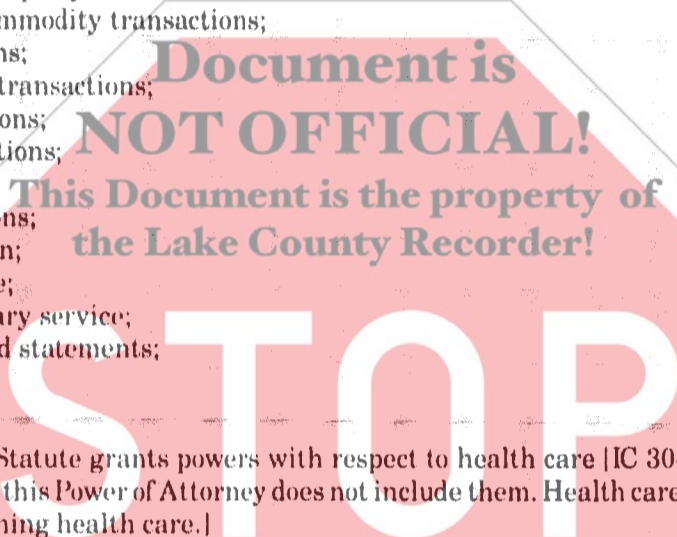 mmodity transactions;
ns;
Document is
transactions;
ons;
NOT OFFICIAL!
tions;
This Document is the property of
ns;
the Lake County Recorder!
n;
e;
ary service;
d statements;
STOP
Statute grants powers with respect to health care [IC 30-
this Power of Attorney does not include them. Health care
ning health care.]